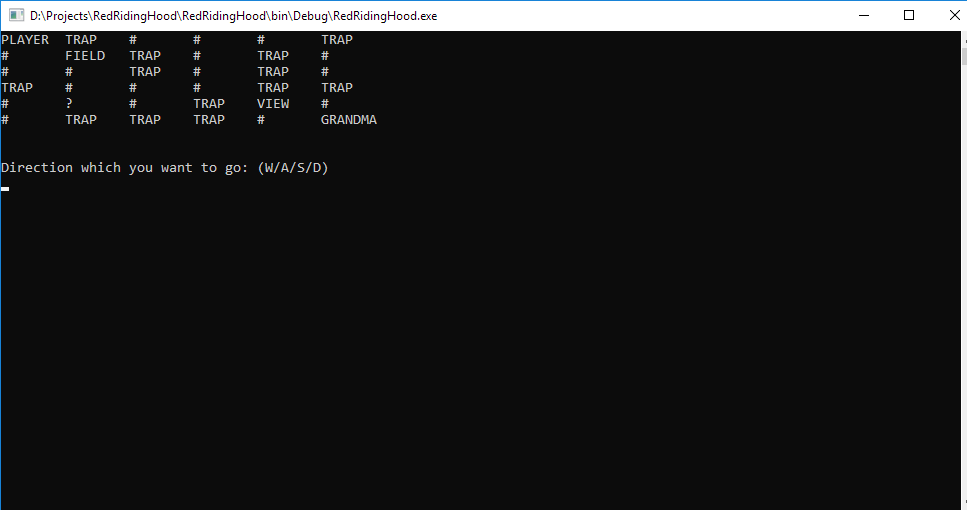 D:\Projects\RedRidingHood\RedRidingHood\bin\Debug\RedRidingHood.exe
PLAYER TRAP # # # TRAP
# FIELD TRAP # TRAP #
# # TRAP # TRAP #
TRAP # # # TRAP TRAP
# ? # TRAP VIEW #
# TRAP TRAP TRAP # GRANDMA
Direction which you want to go: (W/A/S/D)